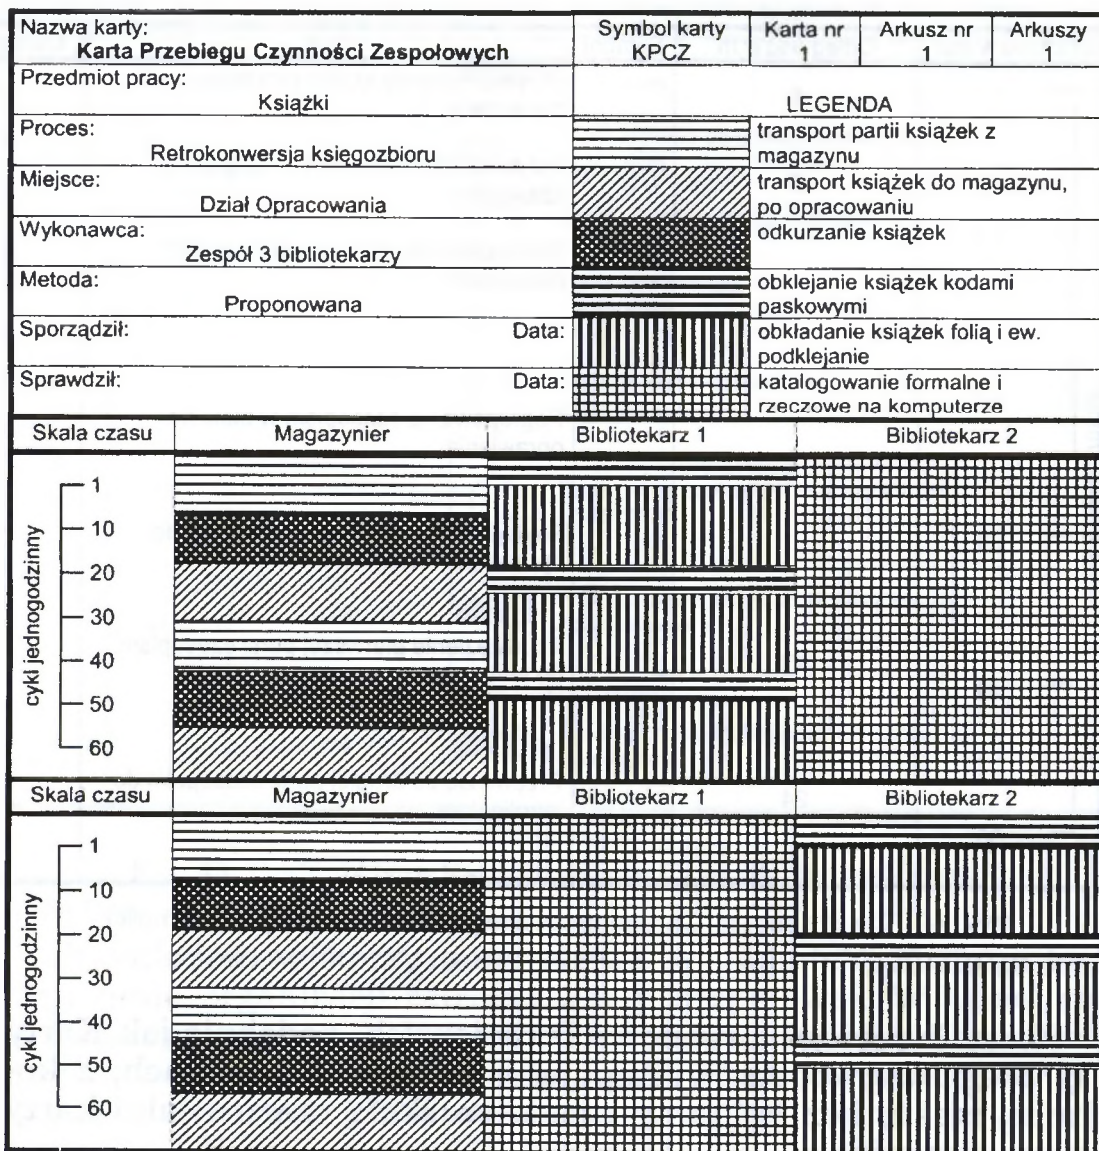 Nazwa karty:
Karta Przebiegu Czynności Zespołowych
Symbol karty
KPCZ
Karta nr
1
Arkusz nr
1
Arkuszy
1
Przedmiot pracy:
Książki
LEGENDA
Proces:
Retrokonwersja księgozbioru
transport partii książek z
magazynu
Miejsce:
Dział Opracowania
transport książek do magazynu,
po opracowaniu
Wykonawca:
Zespół 3 bibliotekarzy
odkurzanie książek
Metoda:
Proponowana
obklejanie książek kodami
paskowymi
Sporządził: Data:
obkładanie książek folią i ew.
podklejanie
Sprawdził: Data:
katalogowanie formalne i
rzeczowe na komputerze
Skala czasu Magazynier Bibliotekarz 1 Bibliotekarz 2
cykl jednogodzinny
1
10
20
30
40
50
60
Skala czasu Magazynier Bibliotekarz 1 Bibliotekarz 2
cykl jednogodzinny
1
10
20
30
40
50
60